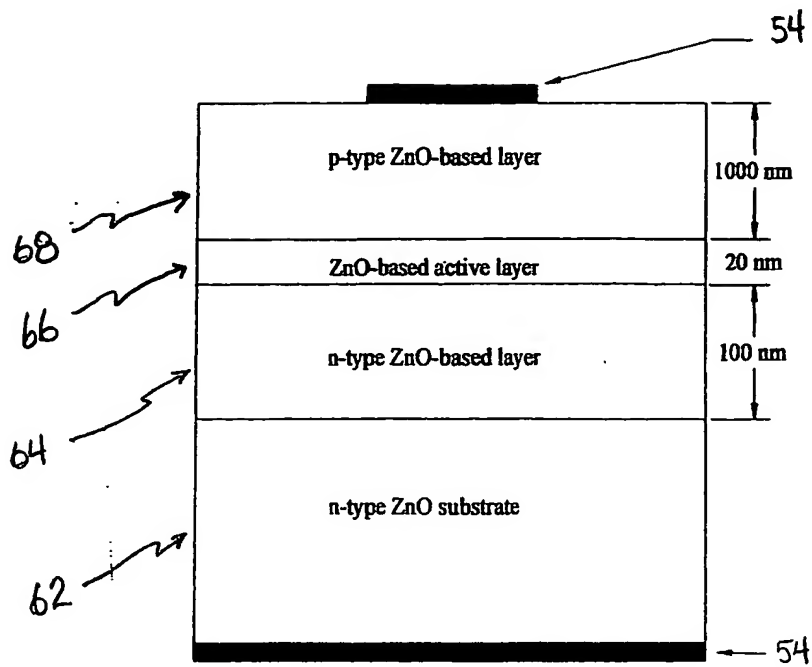 54
p-type ZnO-based layer
1000 nm
68
ZnO-based active layer
20 nm
66
n-type ZnO-based layer
100 nm
64
n-type ZnO substrate
62
54